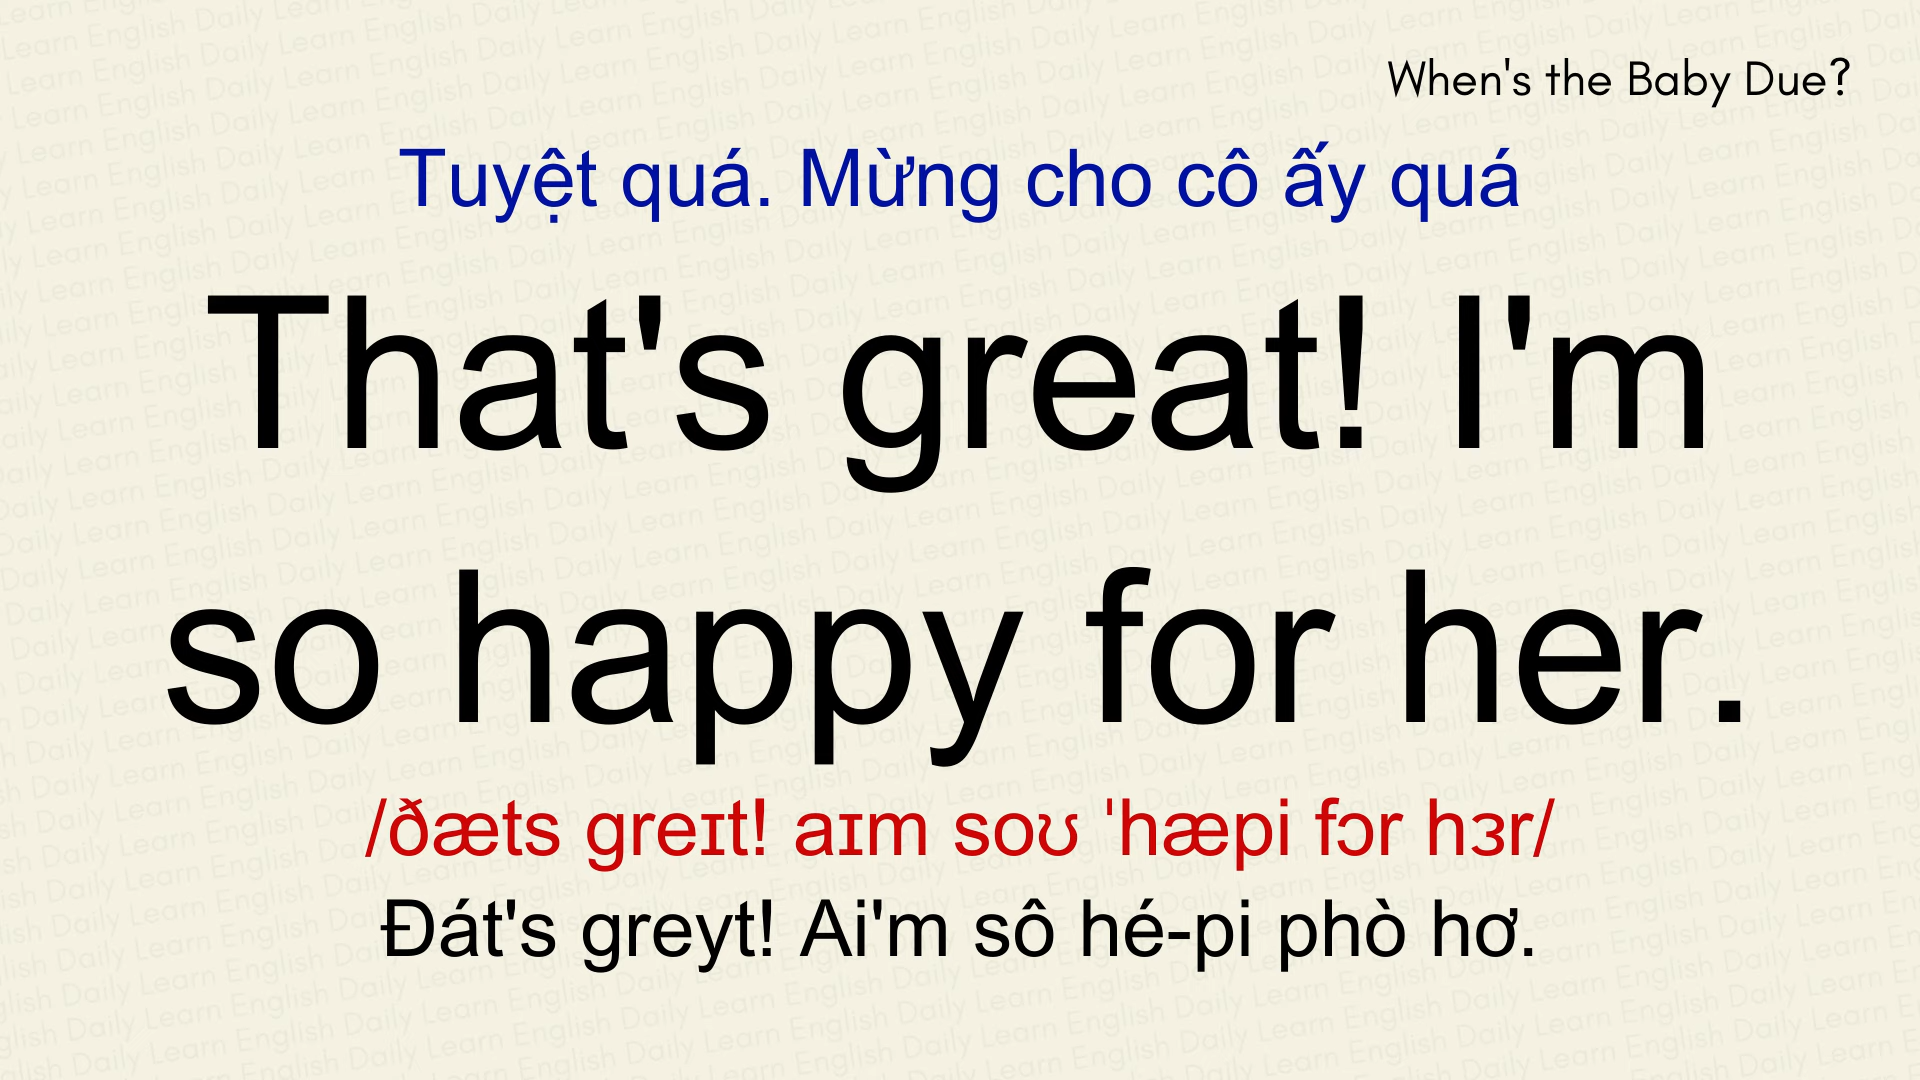 When's the Baby Due?
Tuyệt quá. Mừng cho cô ấy quá
That's great! I'm
so happy for her.
/ðæts greɪt! aɪm soʊ ˈhæpi fɔr hɜr/
Đát's greyt! Ai'm sô hé-pi phò hơ.